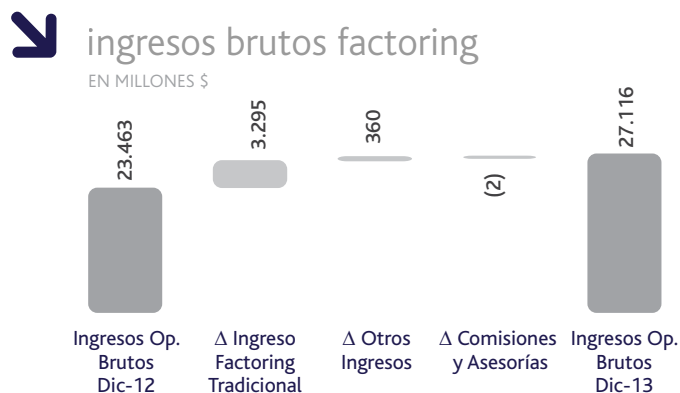 ingresos brutos factoring
EN MILLONES $
23.463
3.295
360
(2)
27.116
Ingresos Op.
Brutos
Dic-12
Δ Ingreso
Factoring
Tradicional
Δ Otros
Ingresos
Δ Comisiones
y Asesorías
Ingresos Op.
Brutos
Dic-13